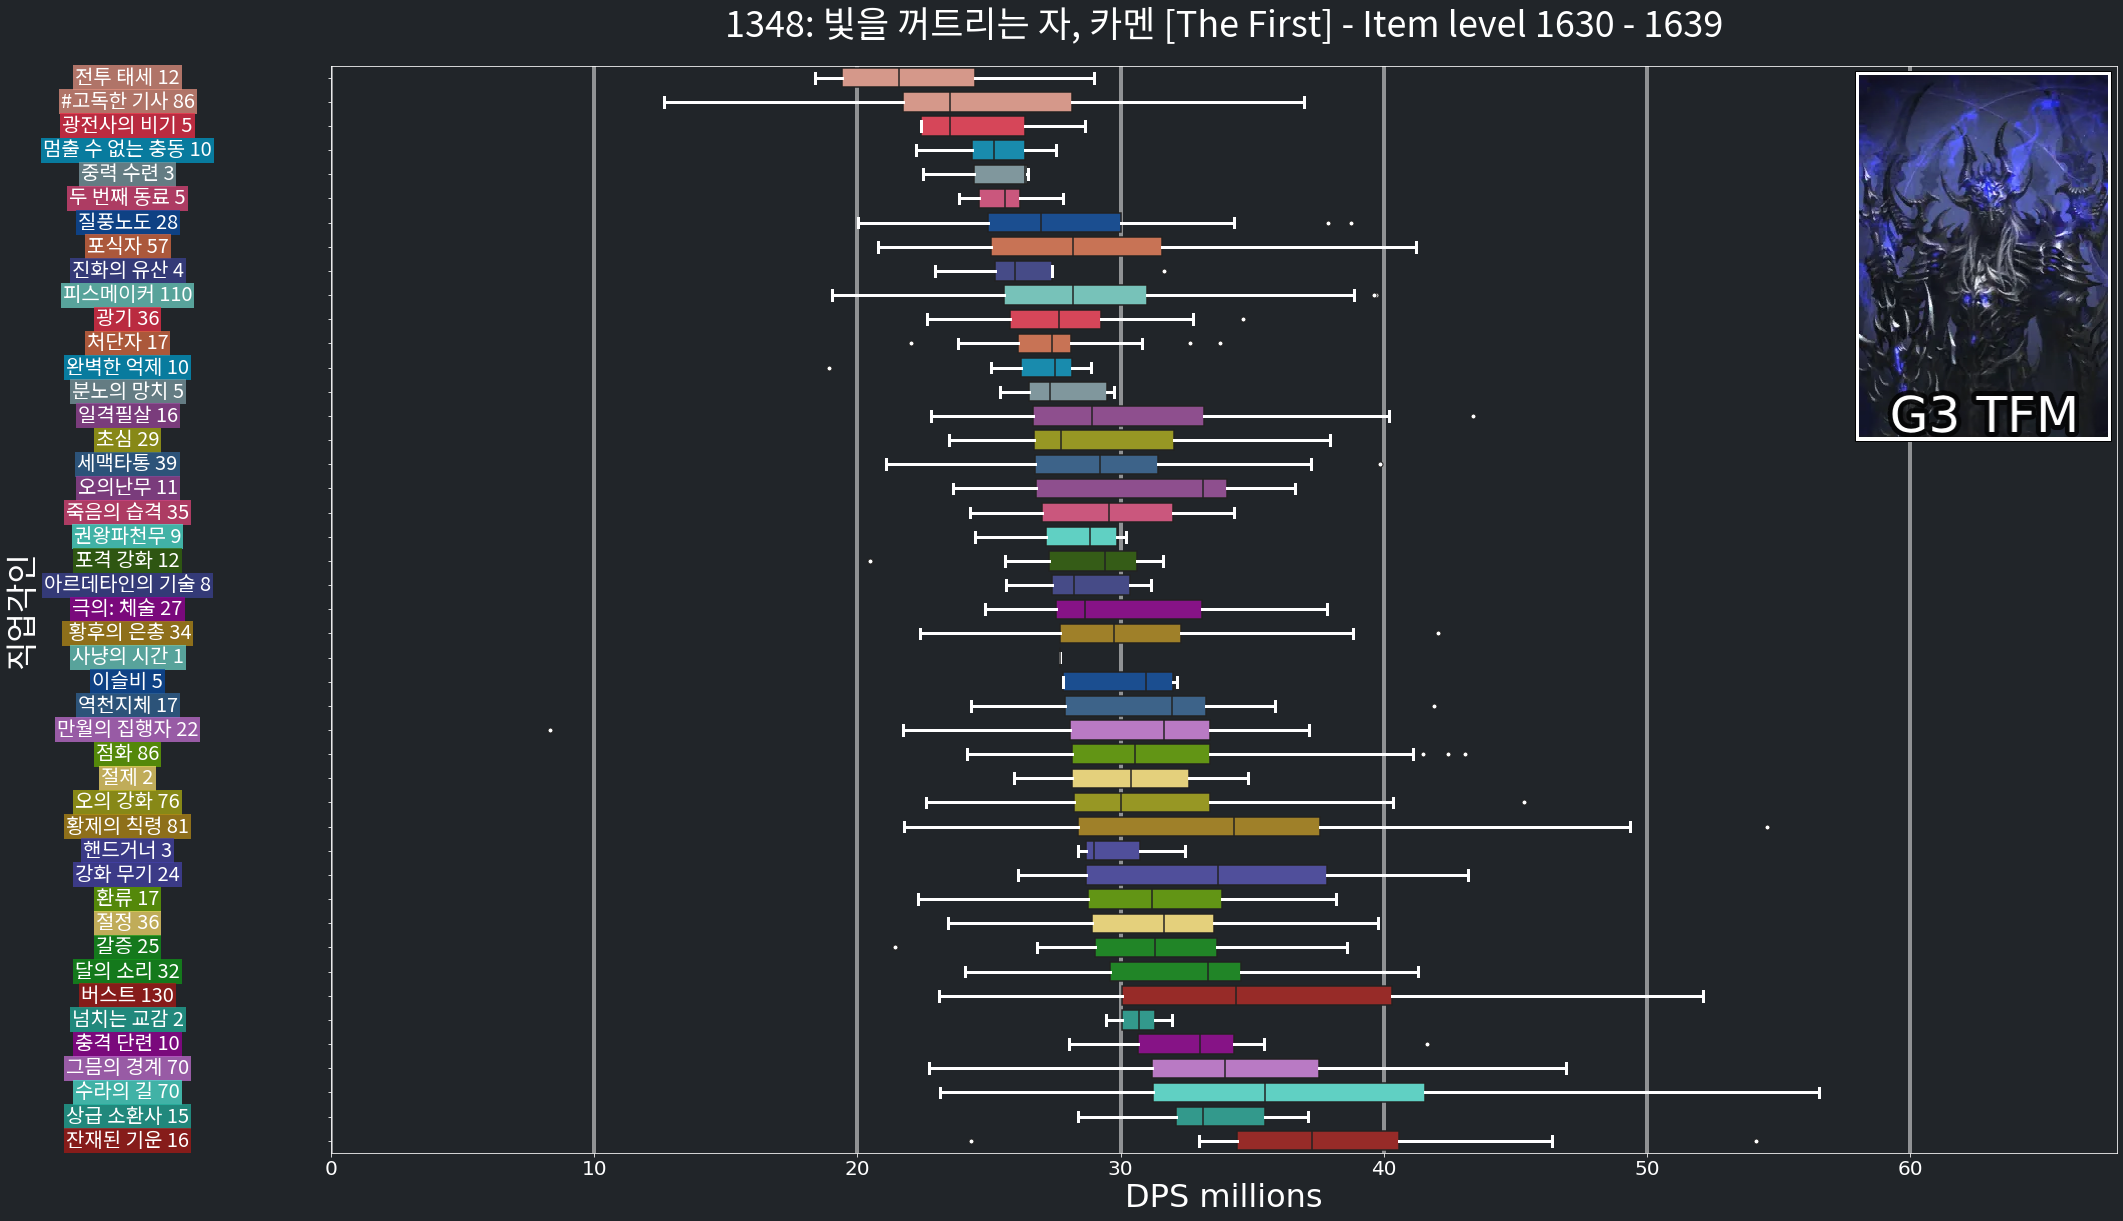 1348: 빛을 꺼트리는 자, 카멘 [The First] - Item level 1630 - 1639
전투 태세 12
#고독한 기사 86
광전사의 비기 5
멈출 수 없는 충동 10
중력 수련 3
두 번째 동료 5
질풍노도 28
포식자 57
진화의 유산 4
피스메이커 110
광기 36
처단자 17
완벽한 억제 10
분노의 망치 5
일격필살 16
초심 29
세맥타통 39
오의난무 11
죽음의 습격 35
권왕파천무 9
포격 강화 12
아르데타인의 기술 8
극의: 체술 27
황후의 은총 34
사냥의 시간 1
이슬비 5
역천지체 17
만월의 집행자 22
점화 86
절제 2
오의 강화 76
황제의 칙령 81
핸드거너 3
강화 무기 24
환류 17
절정 36
갈증 25
달의 소리 32
버스트 130
넘치는 교감 2
충격 단련 10
그믐의 경계 70
수라의 길 70
상급 소환사 15
잔재된 기운 16
직업각인
G3 TFM
0 10 20 30 40 50 60
DPS millions